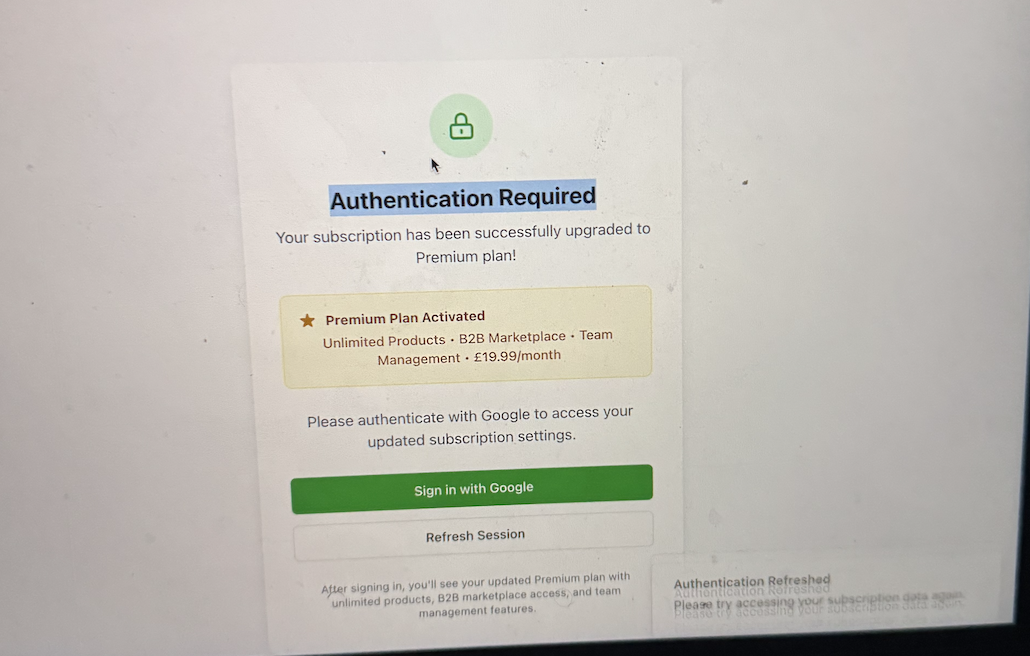 Authentication Required
Your subscription has been successfully upgraded to
Premium plan!
Premium Plan Activated
Unlimited Products • B2B Marketplace • Team
Management • £19.99/month
Please authenticate with Google to access your
updated subscription settings.
Sign in with Google
Refresh Session
After signing in, you'll see your updated Premium plan with
unlimited products, B2B marketplace access, and team
management features.
Authentication Refreshed
Please try accessing your subscription data again.